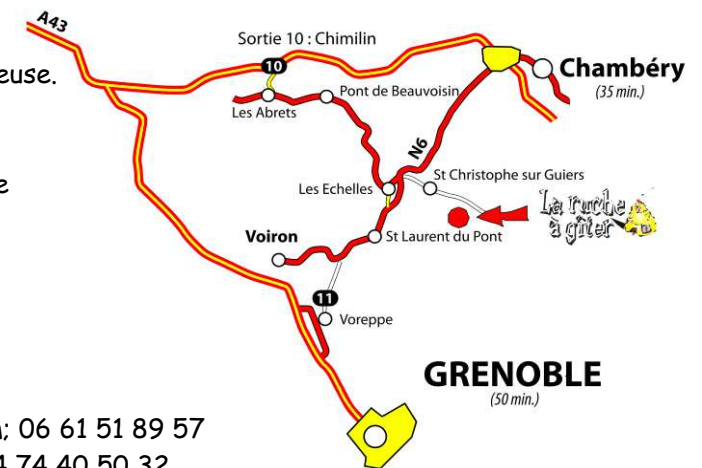 A43
Sortie 10 : Chimilin
10
euse.
Chambéry
(35 min.)
Pont de Beauvoisin
Les Abrets
N6
e
St Christophe sur Guiers
Les Echelles
La ruche
à gîter
Voiron
St Laurent du Pont
11
Voreppe
GRENOBLE
(50 min.)
; 06 61 51 89 57
4 74 40 50 32